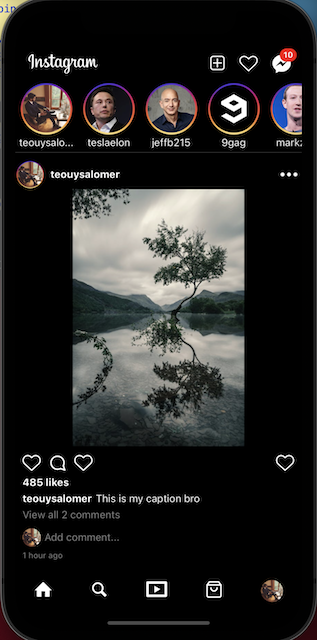 Instagram
10
teouysalo... teslaelon jeffb215 9gag markz
teouysalomer
485 likes
teouysalomer This is my caption bro
View all 2 comments
Add comment...
1 hour ago